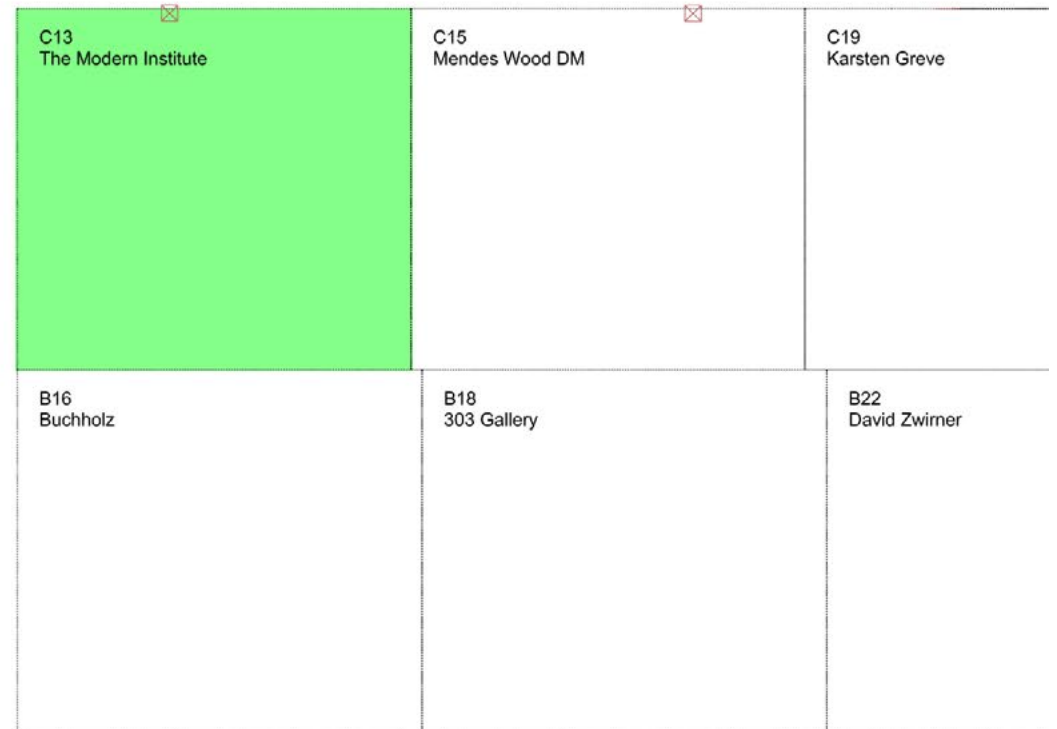 C13
The Modern Institute
C15
Mendes Wood DM
C19
Karsten Greve
B16
Buchholz
B18
303 Gallery
B22
David Zwirner